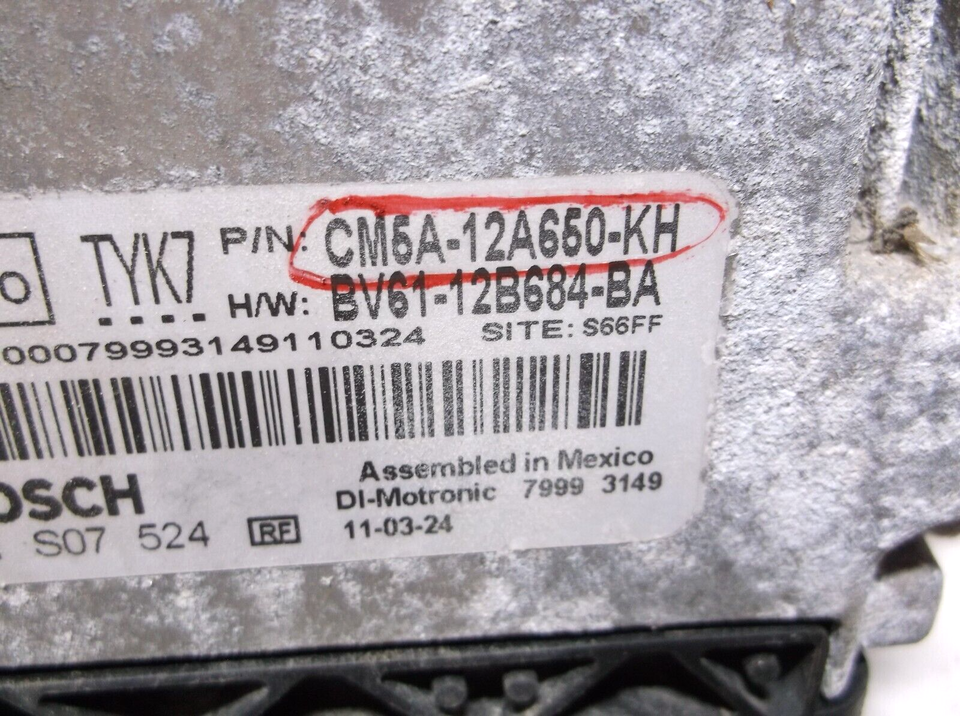 TYK7 P/N: CM5A-12A650-KH
H/W: BV61-12B684-BA
00079993149110324 SITE: S66FF
OSCH
Assembled in Mexico
DI-Motronic 7999 3149
S07 524 RF 11-03-24